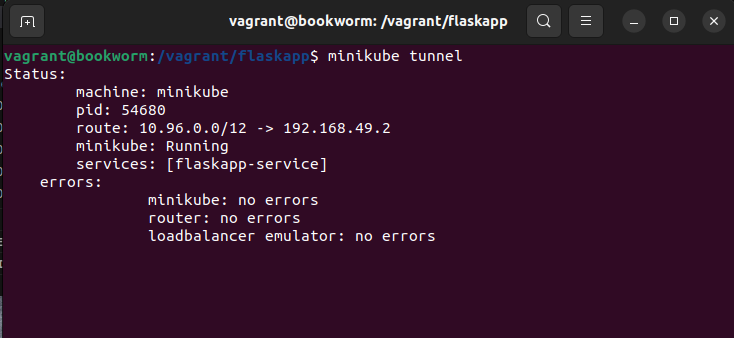 vagrant@bookworm: /vagrant/flaskapp
vagrant@bookworm:/vagrant/flaskapp$ minikube tunnel
Status:
machine: minikube
pid: 54680
route: 10.96.0.0/12 -> 192.168.49.2
minikube: Running
services: [flaskapp-service]
errors:
minikube: no errors
router: no errors
loadbalancer emulator: no errors